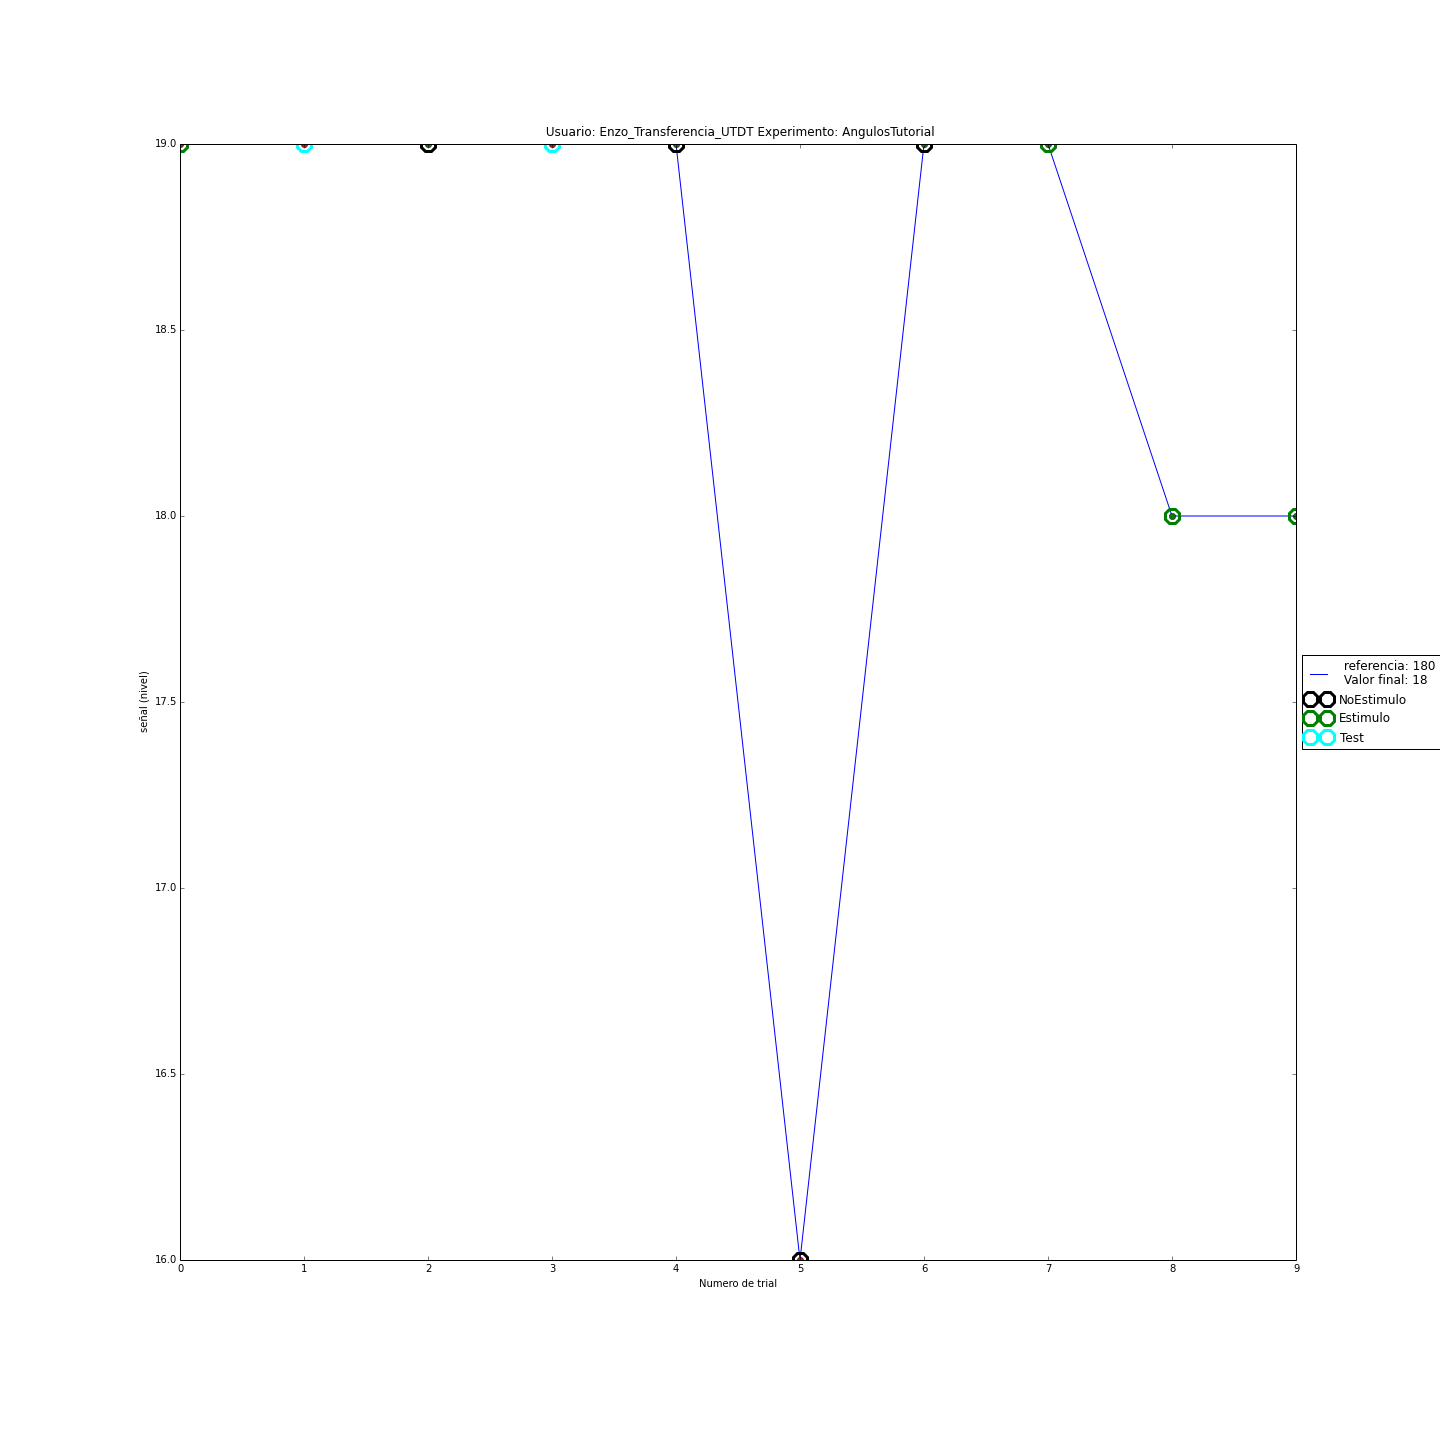 Usuario: Enzo_Transferencia_UTDT Experimento: AngulosTutorial
19.0
18.5
18.0
17.5
17.0
16.5
16.0
señal (nivel)
0 1 2 3 4 5 6 7 8 9
Numero de trial
referencia: 180
Valor final: 18
NoEstimulo
Estimulo
Test